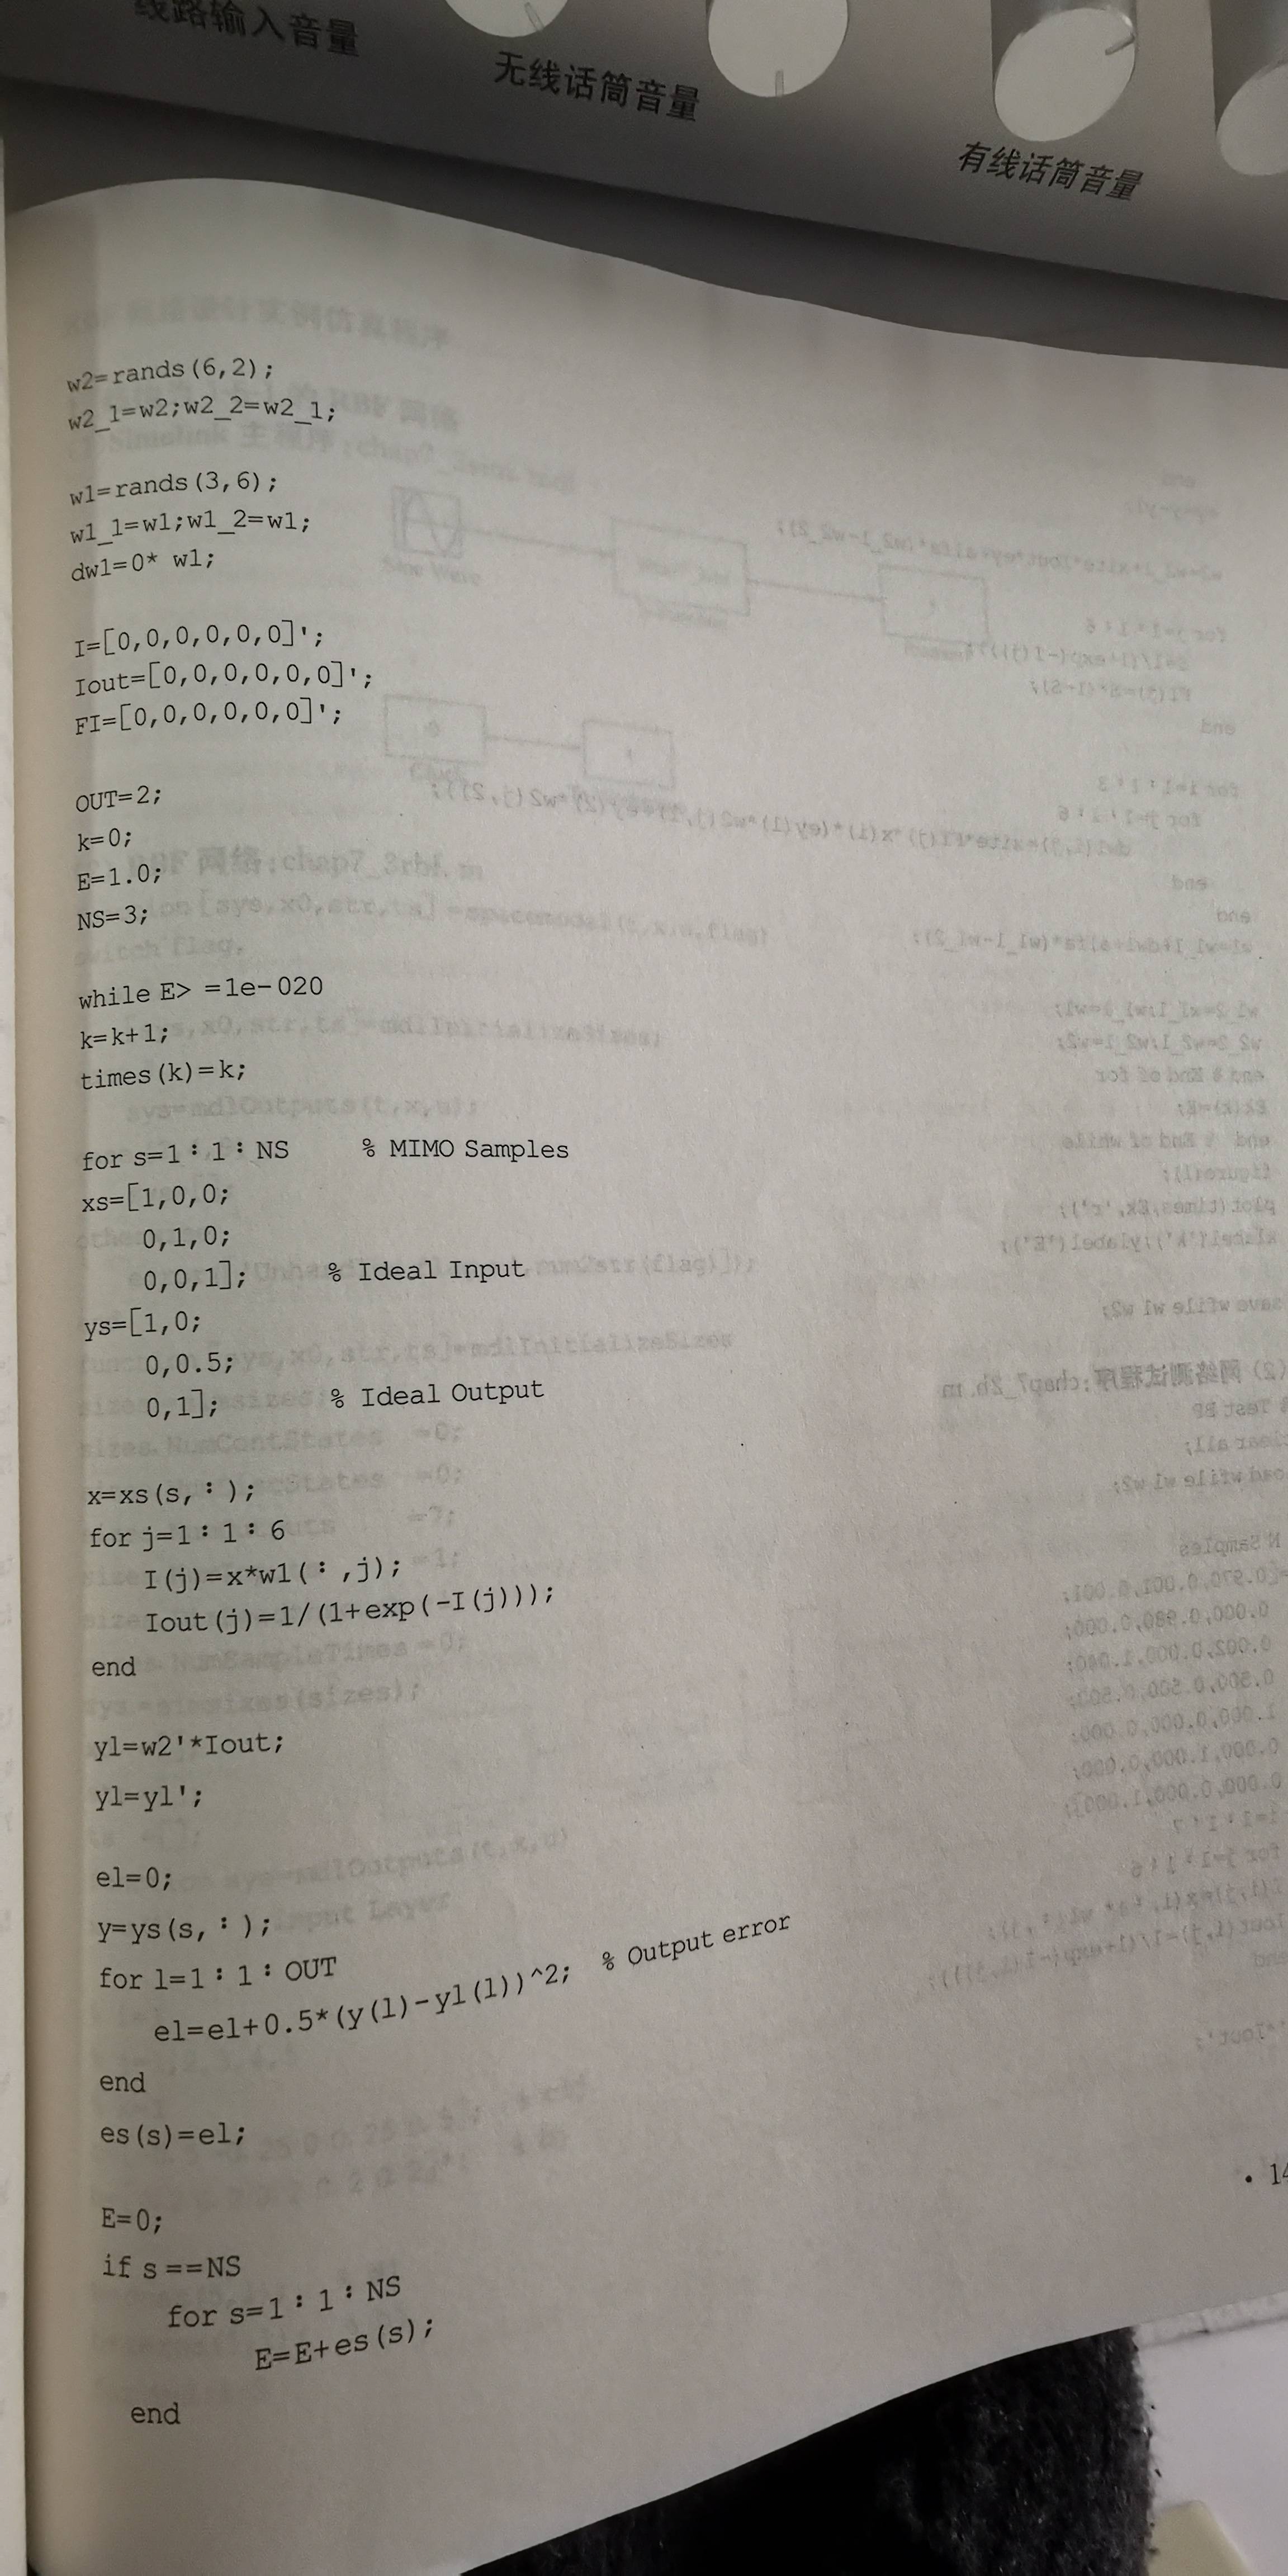 线路输入音量
无线话筒音量
有线话筒音量
w2=rands(6,2);
w2_1=w2;w2_2=w2_1;
w1=rands(3,6);
w1_1=w1;w1_2=w1;
dw1=0* w1;
I=[0,0,0,0,0,0]';
Iout=[0,0,0,0,0,0]';
FI=[0,0,0,0,0,0]';
OUT=2;
k=0;
E=1.0;
NS=3;
while E> =1e-020
k=k+1;
times(k)=k;
for s=1:1:NS % MIMO Samples
xs=[1,0,0;
0,1,0;
0,0,1]; % Ideal Input
ys=[1,0;
0,0.5;
0,1]; % Ideal Output
x=xs(s,:);
for j=1:1:6
I(j)=x*w1(:,j);
Iout(j)=1/(1+exp(-I(j)));
end
yl=w2'*Iout;
yl=yl';
el=0;
y=ys(s,:);
for l=1:1:OUT
el=el+0.5*(y(l)-yl(l))^2; % Output error
end
es(s)=el;
E=0;
if s==NS
for s=1:1:NS
E=E+es(s);
end